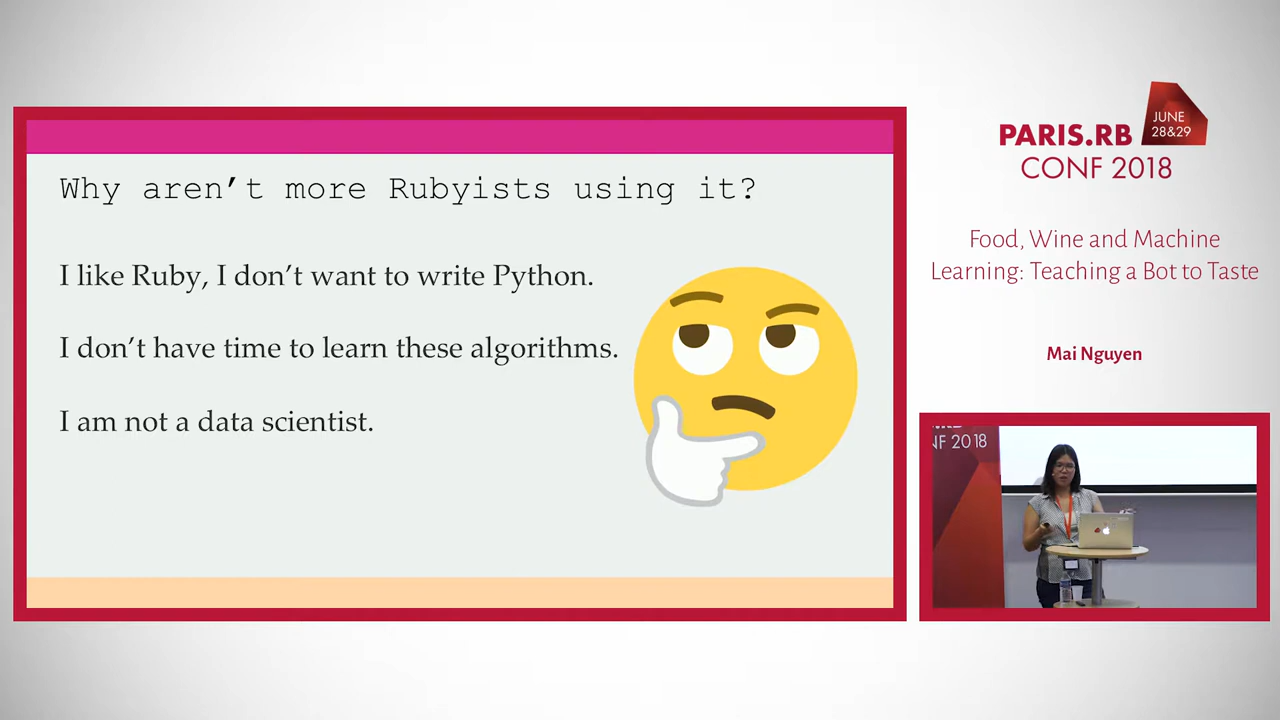 Why aren't more Rubyists using it?
I like Ruby, I don't want to write Python.
I don't have time to learn these algorithms.
I am not a data scientist.
PARIS.RB
JUNE
28&29
CONF 2018
Food, Wine and Machine
Learning: Teaching a Bot to Taste
Mai Nguyen
NF 2018